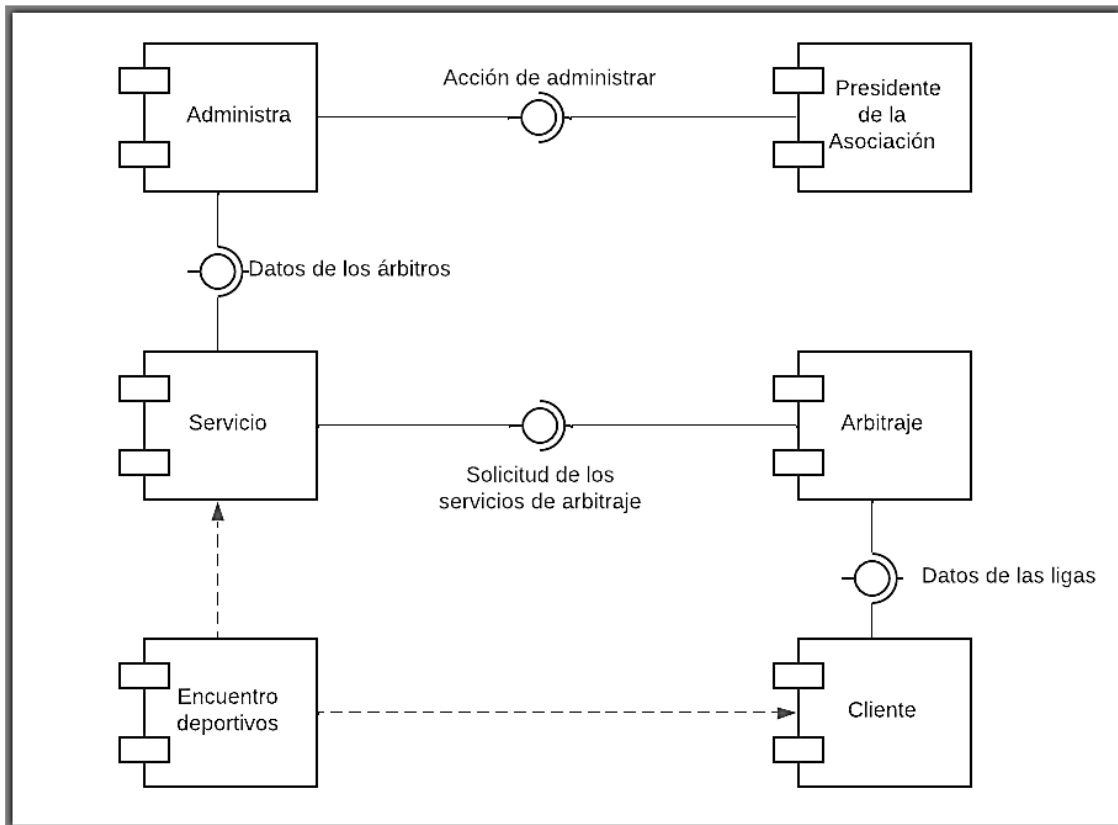 Acción de administrar
Administra
Presidente
de la
Asociación
Datos de los árbitros
Servicio
Arbitraje
Solicitud de los
servicios de arbitraje
Datos de las ligas
Encuentro
deportivos
Cliente